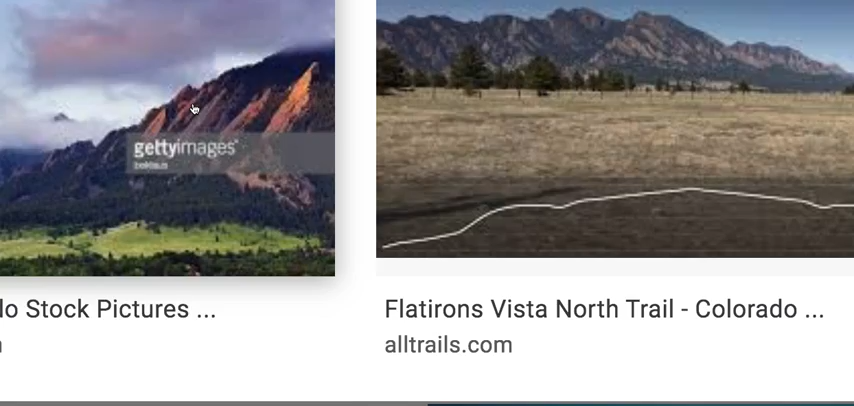 gettyimages®
do Stock Pictures ...
Flatirons Vista North Trail - Colorado ...
alltrails.com